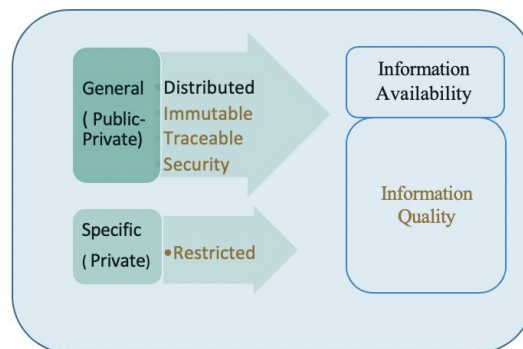 General
( Public-
Private)
• Distributed
• Immutable
• Traceable
• Security
Specific
( Private)
•Restricted
Information
Availability
Information
Quality